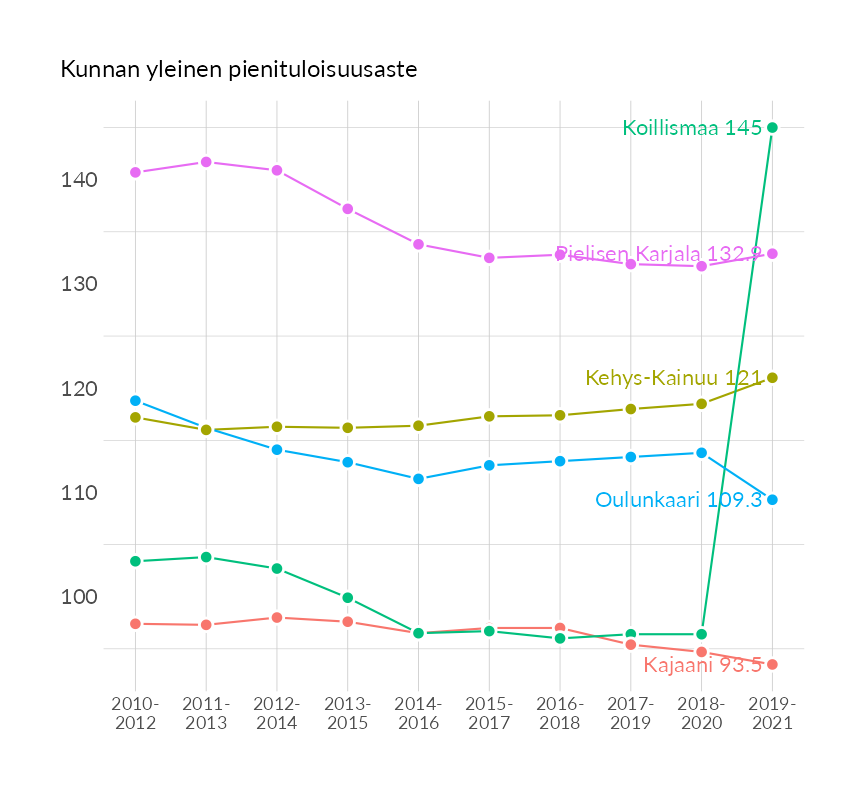 Kunnan yleinen pienituloisuusaste
Koillismaa 145
140
Pielisen Karjala 132.9
130
Kehys-Kainuu 121
120
110
Oulunkaari 109.3
100
Kajaani 93.5
2010- 2011- 2012- 2013- 2014- 2015- 2016- 2017- 2018- 2019-
2012 2013 2014 2015 2016 2017 2018 2019 2020 2021